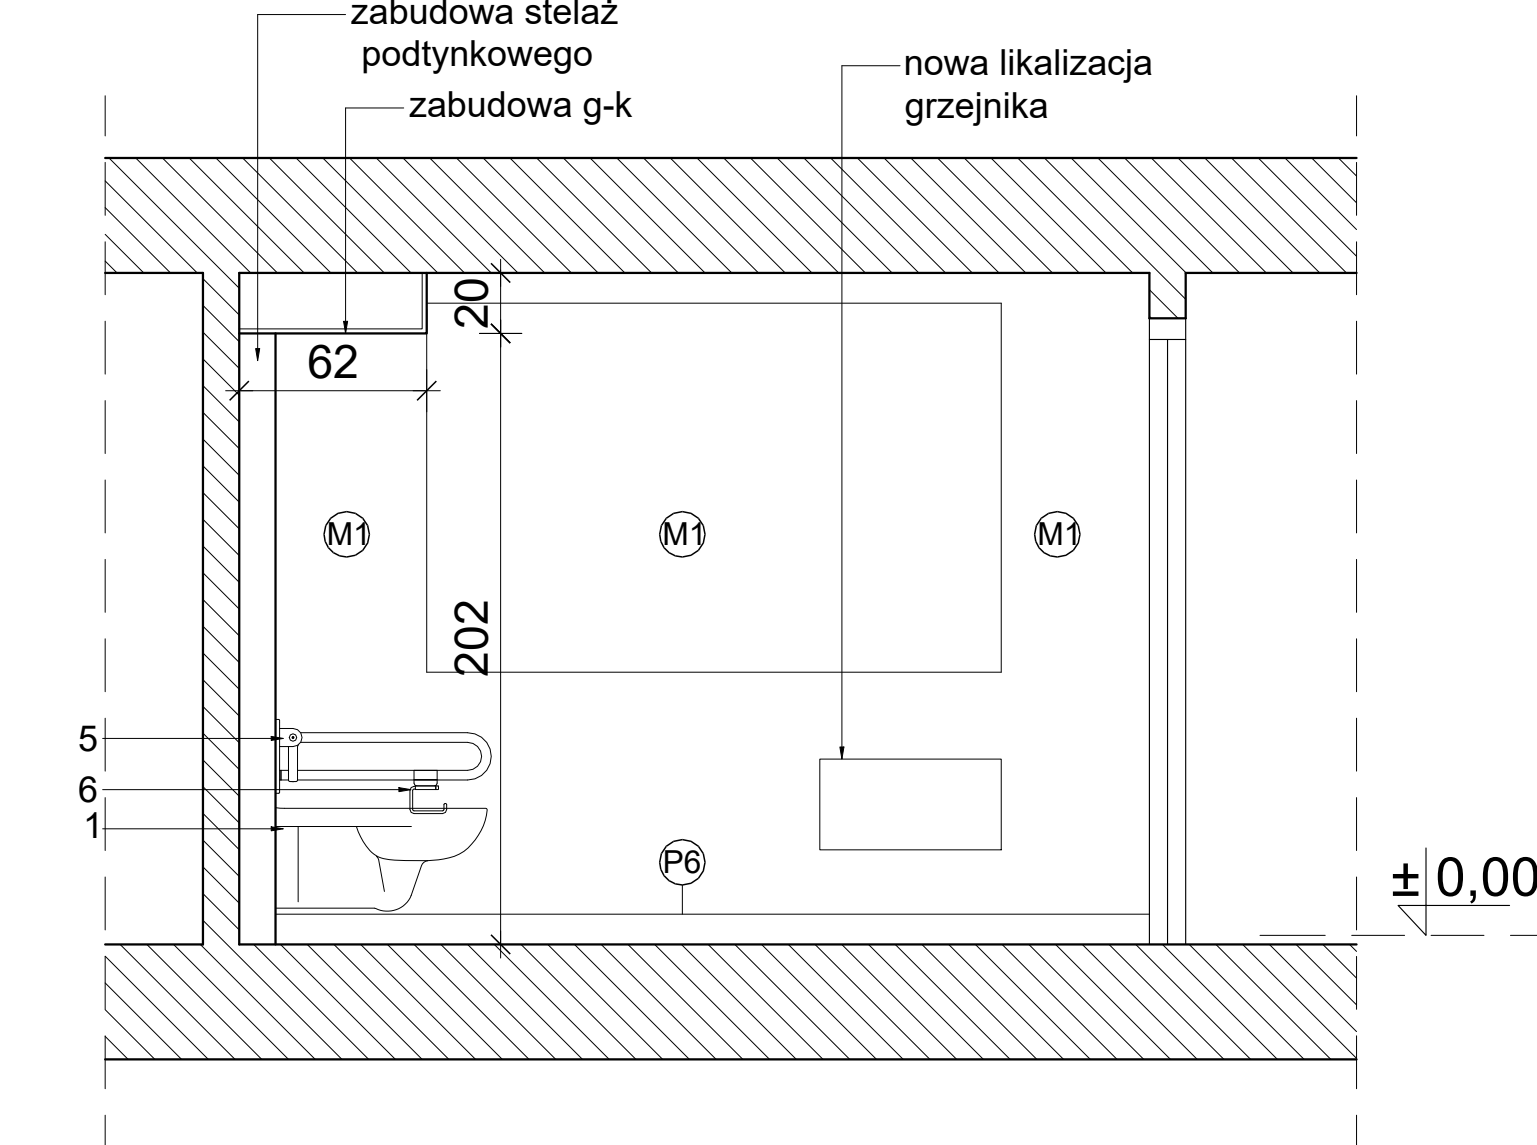 zabudowa stelaż
podtynkowego
zabudowa g-k
nowa likalizacja
grzejnika
20
62
M1
M1
M1
202
5
6
1
P6
± 0,00